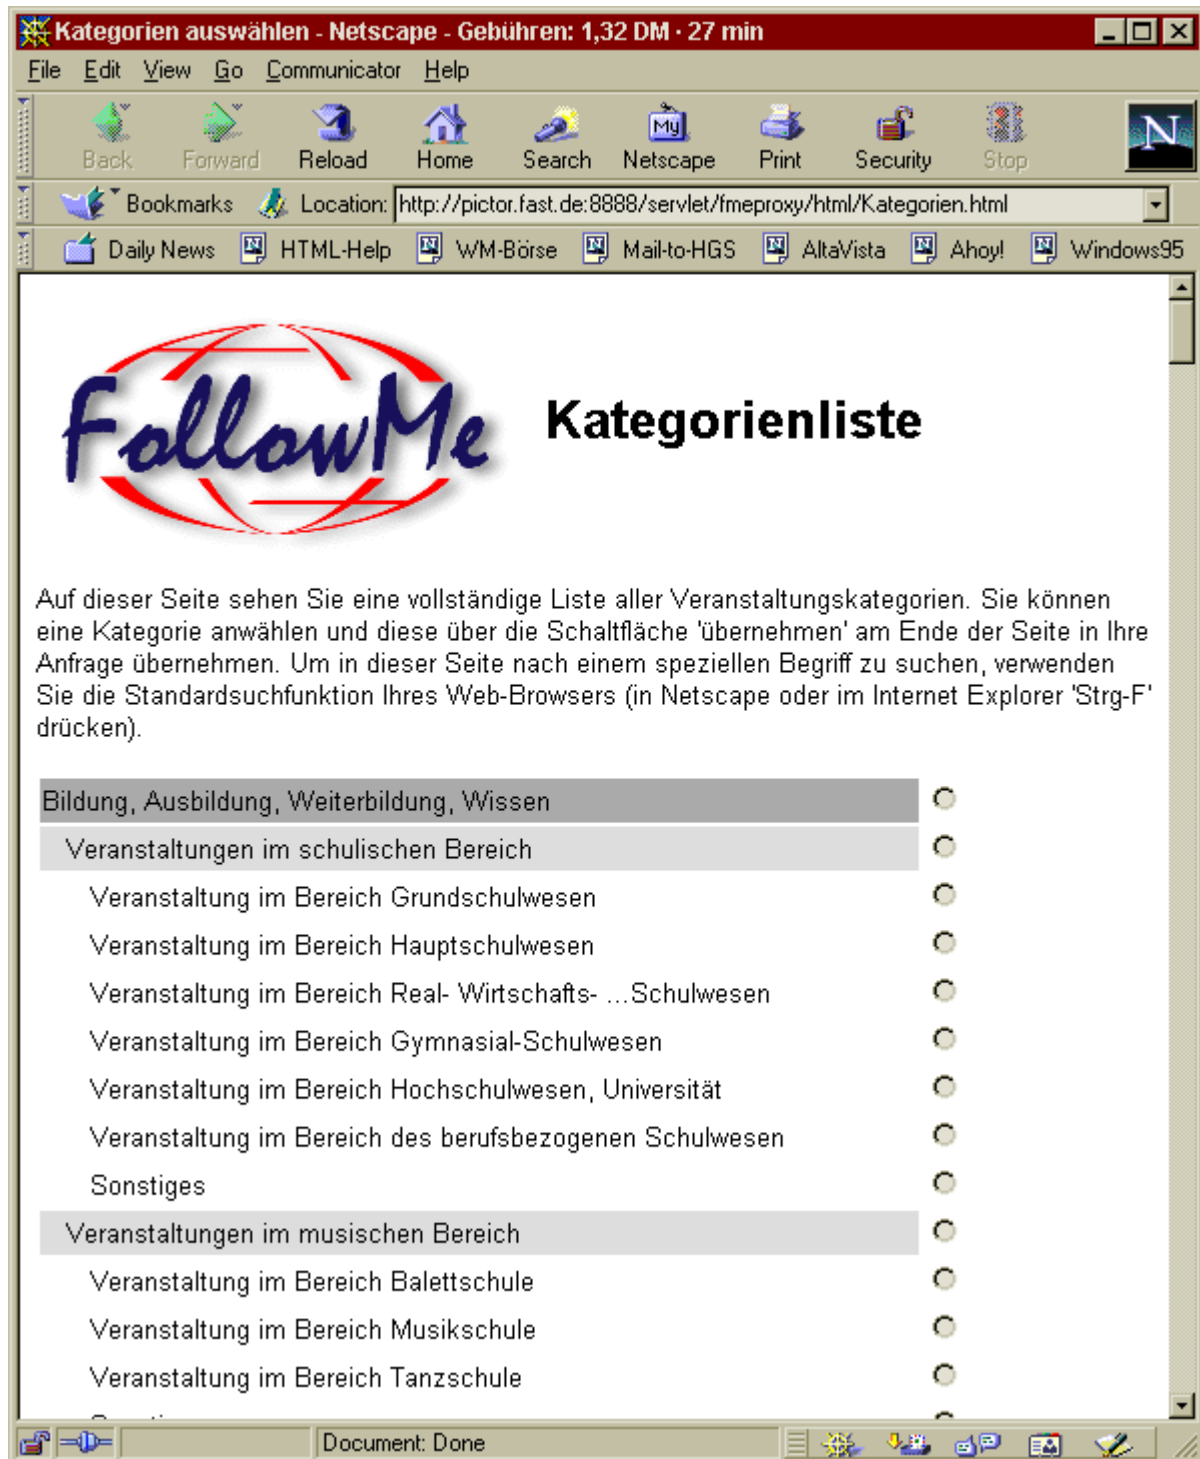 Kategorien auswählen - Netscape - Gebühren: 1,32 DM · 27 min
File Edit View Go Communicator Help
My N
Back Forward Reload Home Search Netscape Print Security Stop
Bookmarks Location: http://pictor.fast.de:8888/servlet/fmeproxy/html/Kategorien.html
Daily News HTML-Help WM-Börse Mail-to-HGS AltaVista Ahoy! Windows95
FollowMe Kategorienliste
Auf dieser Seite sehen Sie eine vollständige Liste aller Veranstaltungskategorien. Sie können
eine Kategorie anwählen und diese über die Schaltfläche 'übernehmen' am Ende der Seite in Ihre
Anfrage übernehmen. Um in dieser Seite nach einem speziellen Begriff zu suchen, verwenden
Sie die Standardsuchfunktion Ihres Web-Browsers (in Netscape oder im Internet Explorer 'Strg-F'
drücken).
Bildung, Ausbildung, Weiterbildung, Wissen
Veranstaltungen im schulischen Bereich
Veranstaltung im Bereich Grundschulwesen
Veranstaltung im Bereich Hauptschulwesen
Veranstaltung im Bereich Real- Wirtschafts- ...Schulwesen
Veranstaltung im Bereich Gymnasial-Schulwesen
Veranstaltung im Bereich Hochschulwesen, Universität
Veranstaltung im Bereich des berufsbezogenen Schulwesen
Sonstiges
Veranstaltungen im musischen Bereich
Veranstaltung im Bereich Balettschule
Veranstaltung im Bereich Musikschule
Veranstaltung im Bereich Tanzschule
Document: Done